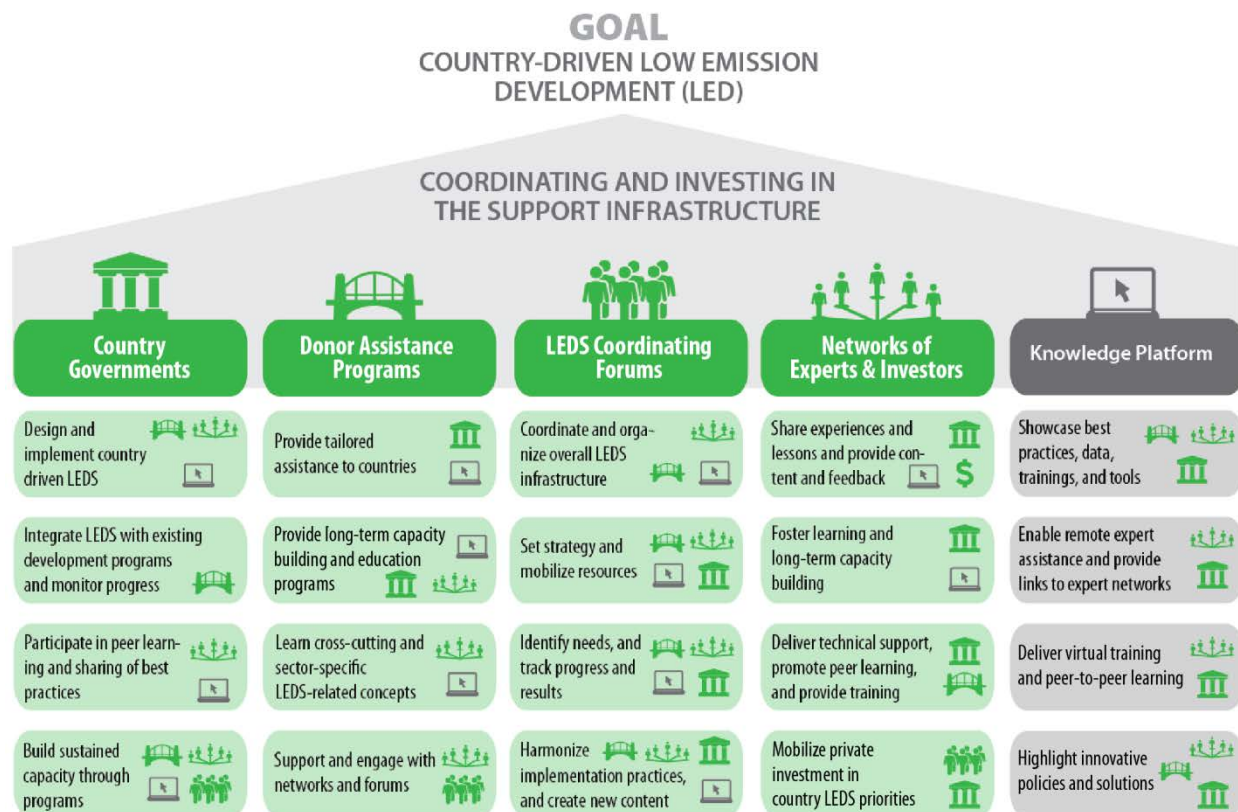 GOAL
COUNTRY-DRIVEN LOW EMISSION
DEVELOPMENT (LED)
COORDINATING AND INVESTING IN
THE SUPPORT INFRASTRUCTURE
Country
Governments
Design and
implement country
driven LEDS
Integrate LEDS with existing
development programs
and monitor progress
Participate in peer learn-
ing and sharing of best
practices
Build sustained
capacity through
programs
Donor Assistance
Programs
Provide tailored
assistance to countries
Provide long-term capacity
building and education
programs
Learn cross-cutting and
sector-specific
LEDS-related concepts
Support and engage with
networks and forums
LEDS Coordinating
Forums
Coordinate and orga-
nize overall LEDS
infrastructure
Set strategy and
mobilize resources
Identify needs, and
track progress and
results
Harmonize
implementation practices,
and create new content
Networks of
Experts & Investors
Share experiences and
lessons and provide con-
tent and feedback
$
Foster learning and
long-term capacity
building
Deliver technical support,
promote peer learning,
and provide training
Mobilize private
investment in
country LEDS priorities
Knowledge Platform
Showcase best
practices, data,
trainings, and tools
Enable remote expert
assistance and provide
links to expert networks
Deliver virtual training
and peer-to-peer learning
Highlight innovative
policies and solutions